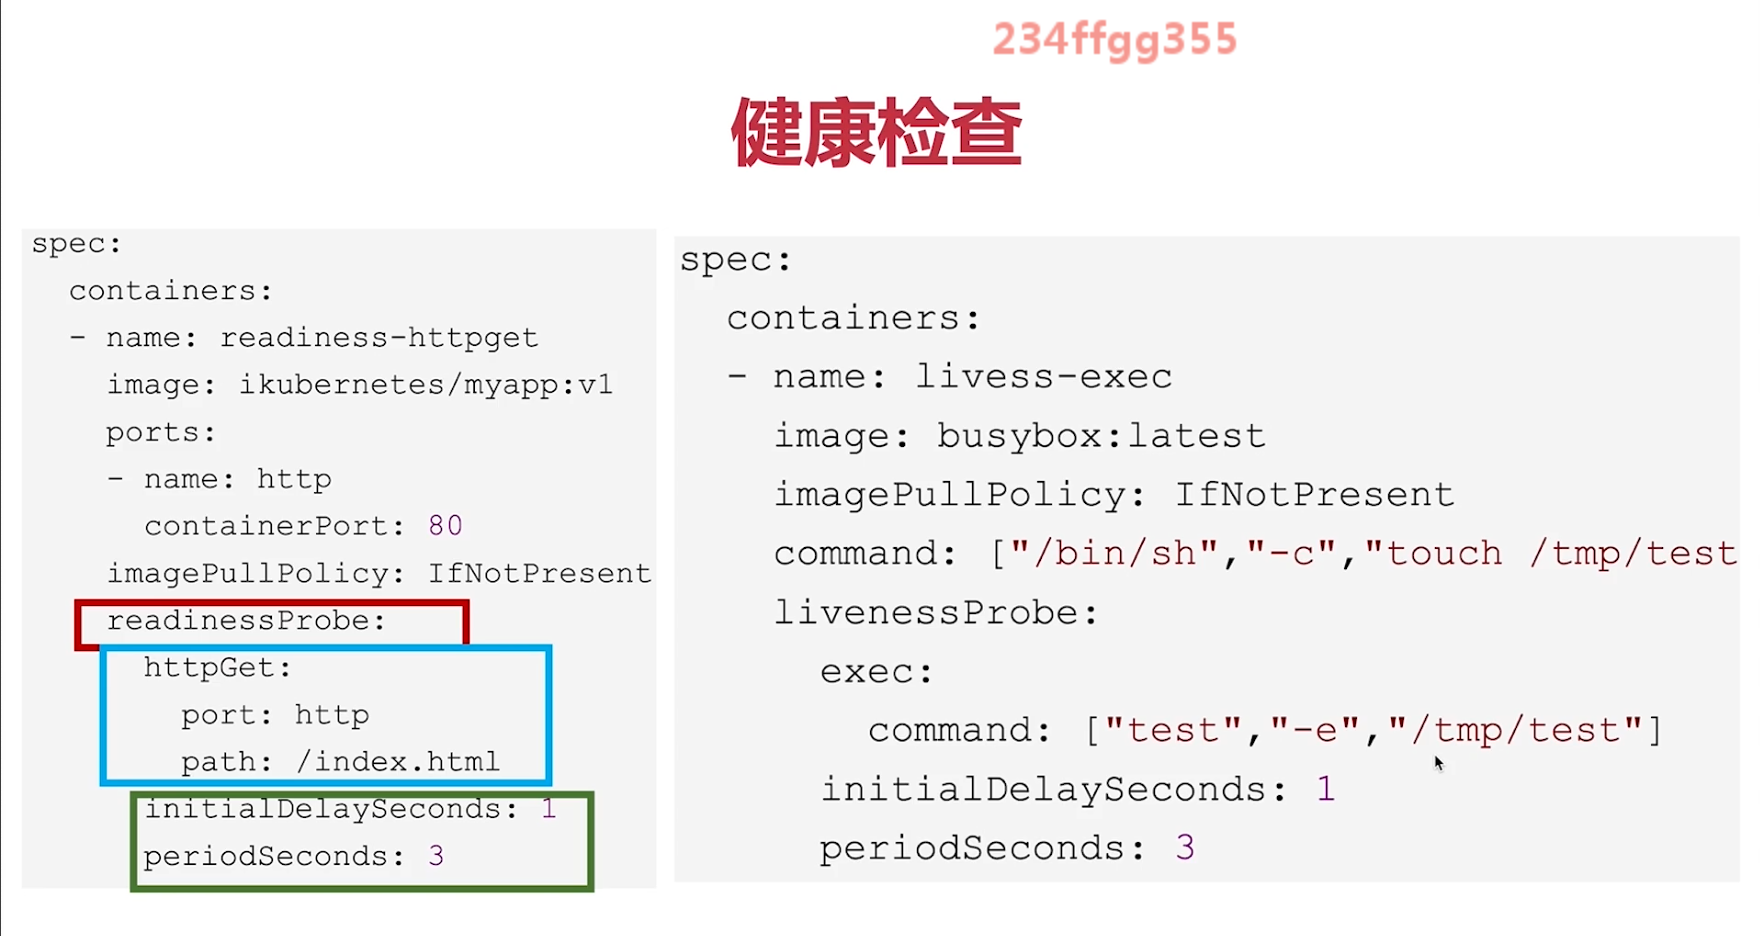 234ffgg355
健康检查
spec:
  containers:
  - name: readiness-httpget
    image: ikubernetes/myapp:v1
    ports:
    - name: http
      containerPort: 80
    imagePullPolicy: IfNotPresent
    readinessProbe:
      httpGet:
        port: http
        path: /index.html
      initialDelaySeconds: 1
      periodSeconds: 3
spec:
  containers:
  - name: livess-exec
    image: busybox:latest
    imagePullPolicy: IfNotPresent
    command: ["/bin/sh","-c","touch /tmp/test
    livenessProbe:
      exec:
        command: ["test","-e","/tmp/test"]
      initialDelaySeconds: 1
      periodSeconds: 3